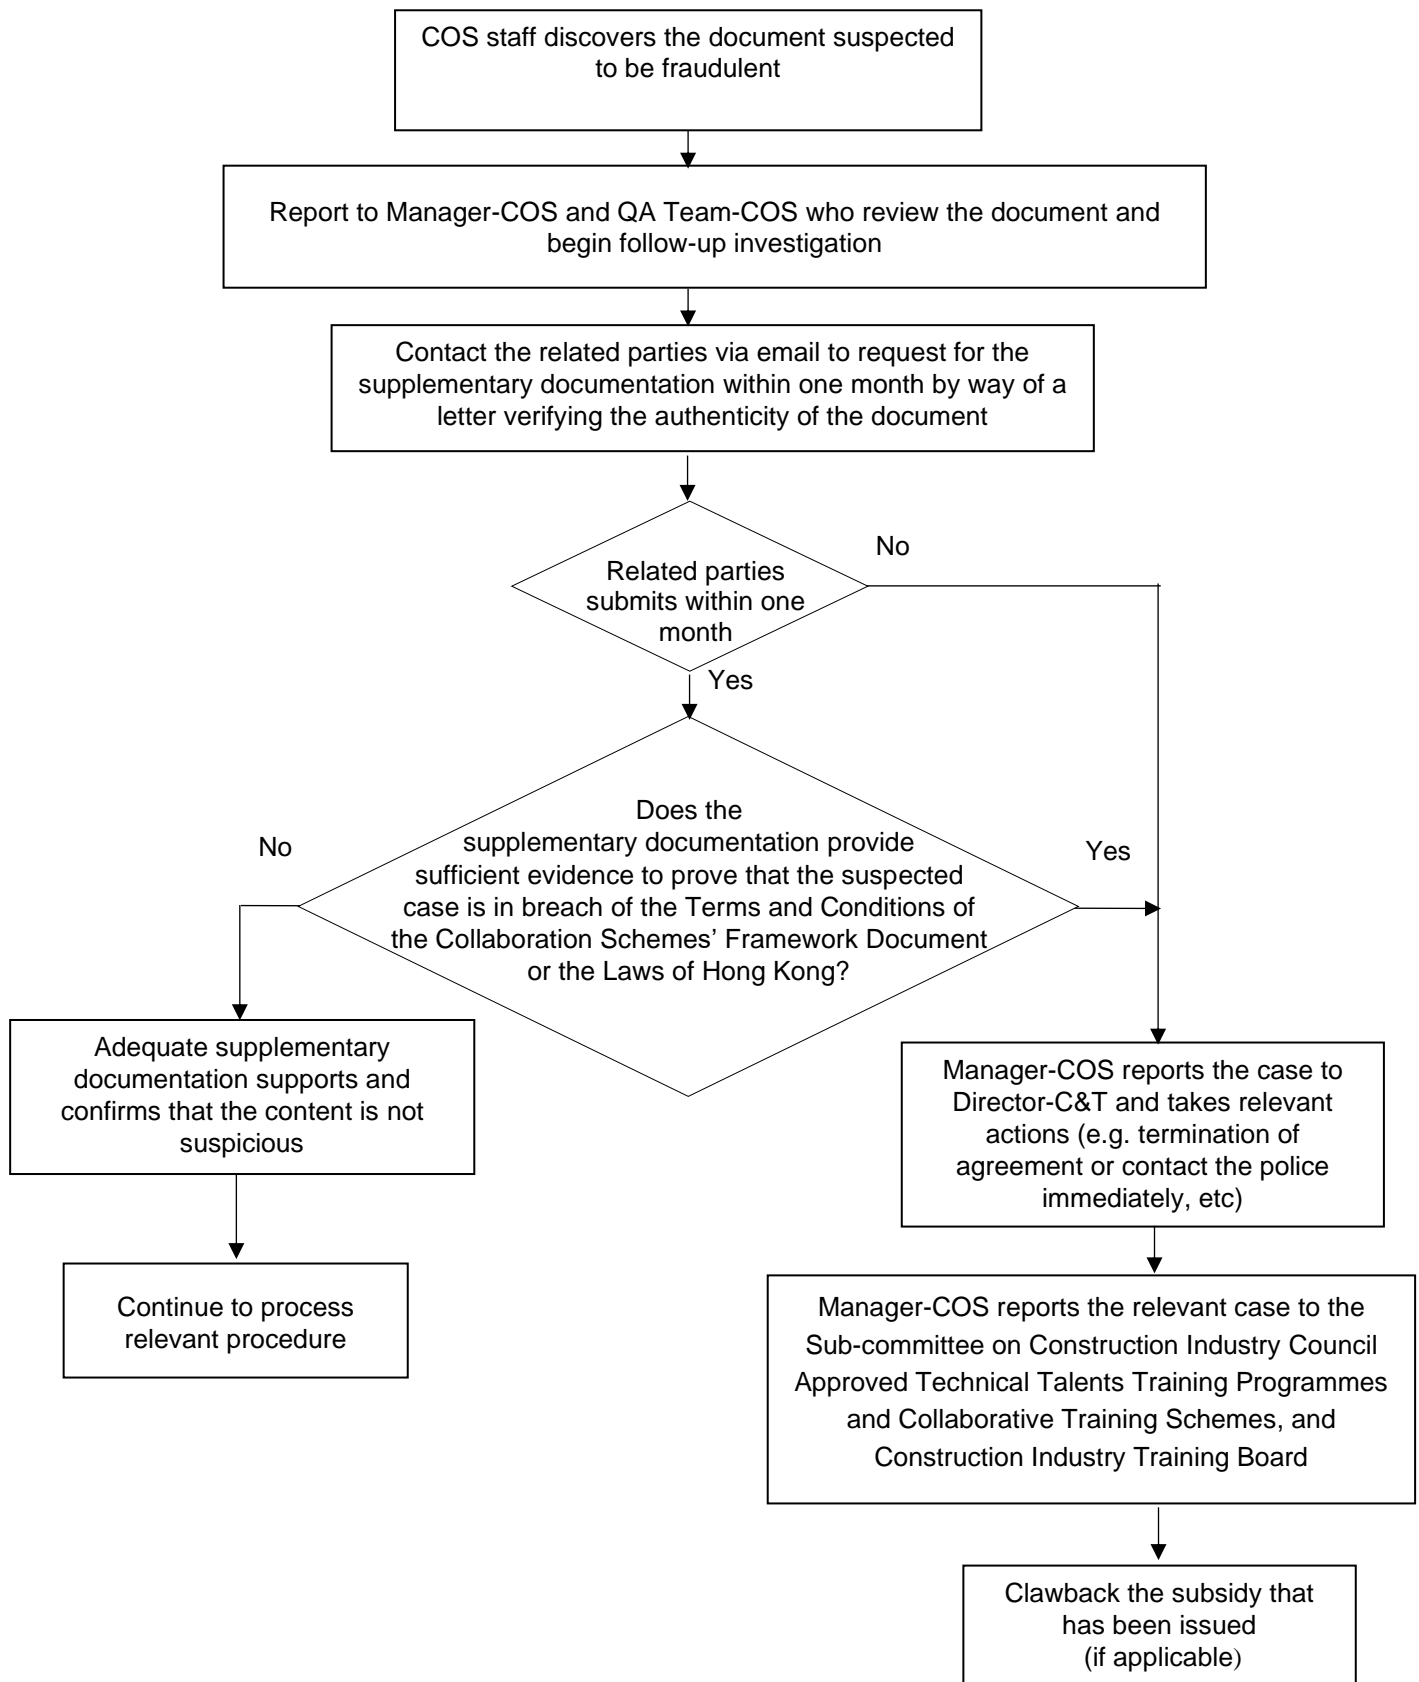 COS staff discovers the document suspected
to be fraudulent
Report to Manager-COS and QA Team-COS who review the document and
begin follow-up investigation
Contact the related parties via email to request for the
supplementary documentation within one month by way of a
letter verifying the authenticity of the document
No
Related parties
submits within one
month
Yes
Does the
supplementary documentation provide
sufficient evidence to prove that the suspected
case is in breach of the Terms and Conditions of
the Collaboration Schemes’ Framework Document
or the Laws of Hong Kong?
No
Yes
Adequate supplementary
documentation supports and
confirms that the content is not
suspicious
Continue to process
relevant procedure
Manager-COS reports the case to
Director-C&T and takes relevant
actions (e.g. termination of
agreement or contact the police
immediately, etc)
Manager-COS reports the relevant case to the
Sub-committee on Construction Industry Council
Approved Technical Talents Training Programmes
and Collaborative Training Schemes, and
Construction Industry Training Board
Clawback the subsidy that
has been issued
(if applicable)